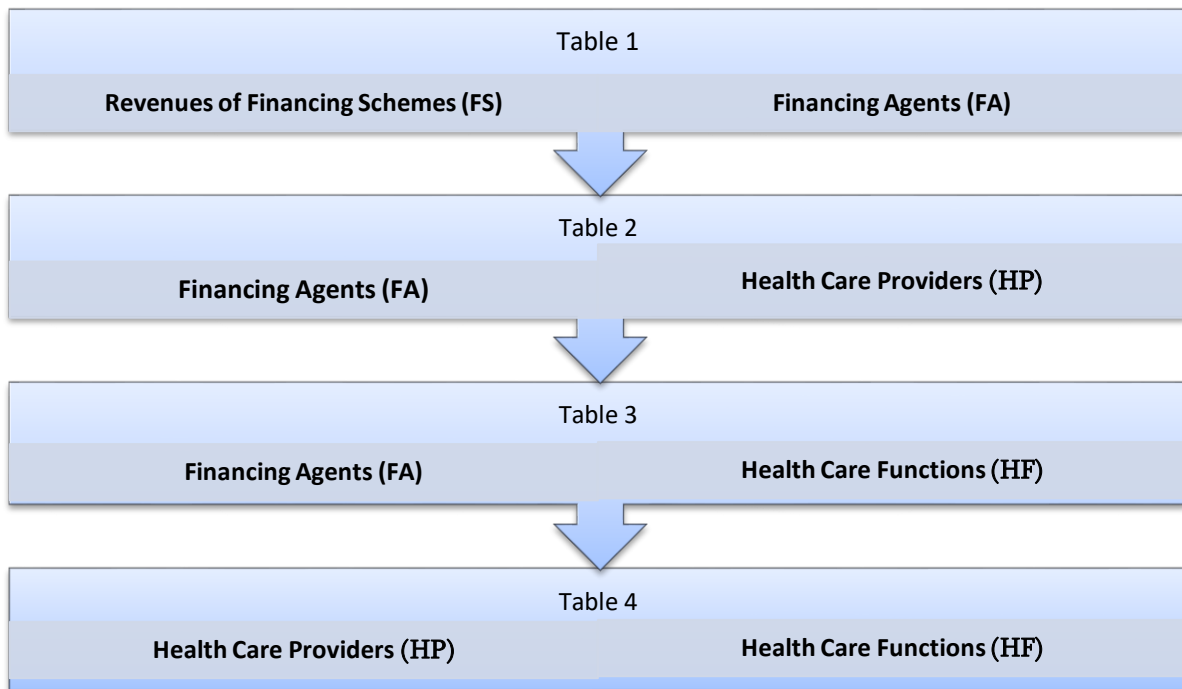 Table 1
Revenues of Financing Schemes (FS) Financing Agents (FA)
Table 2
Financing Agents (FA) Health Care Providers (HP)
Table 3
Financing Agents (FA) Health Care Functions (HF)
Table 4
Health Care Providers (HP) Health Care Functions (HF)